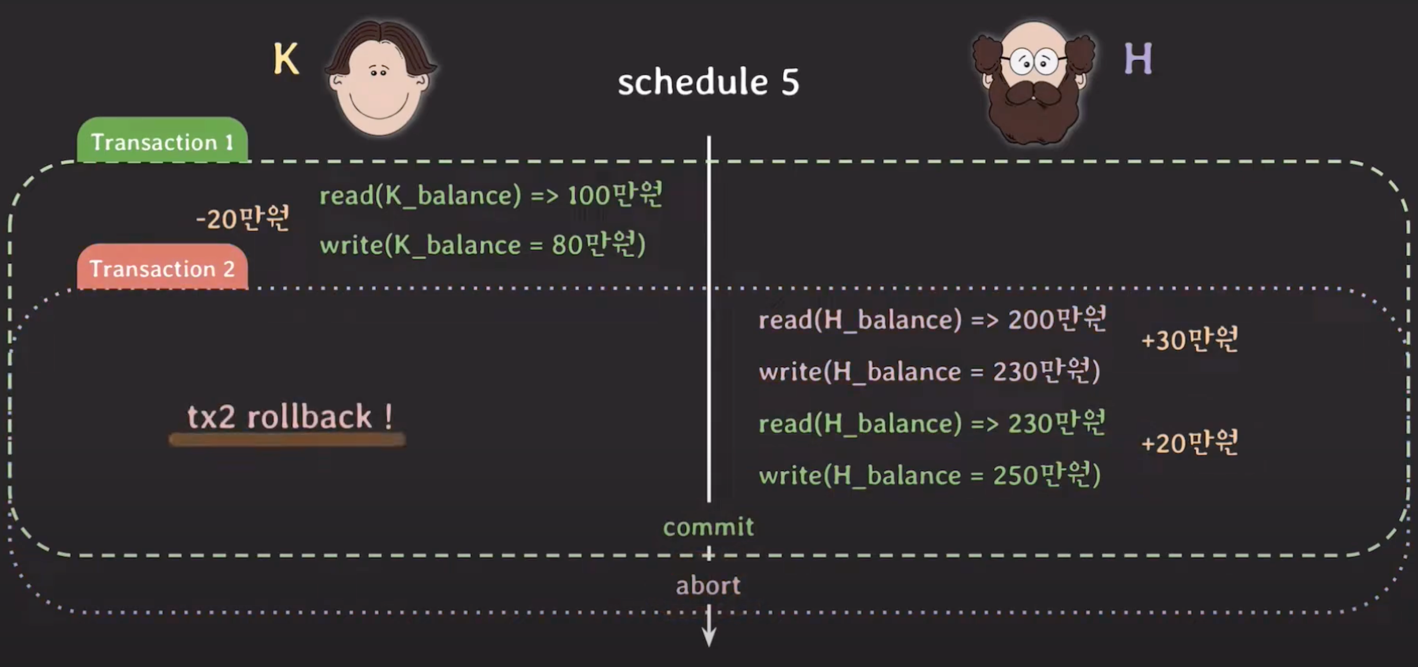 K
schedule 5
H
Transaction 1
read(K_balance) => 100만원
-20만원
write(K_balance = 80만원)
Transaction 2
read(H_balance) => 200만원
+30만원
write(H_balance = 230만원)
tx2 rollback !
read(H_balance) => 230만원
+20만원
write(H_balance = 250만원)
commit
abort